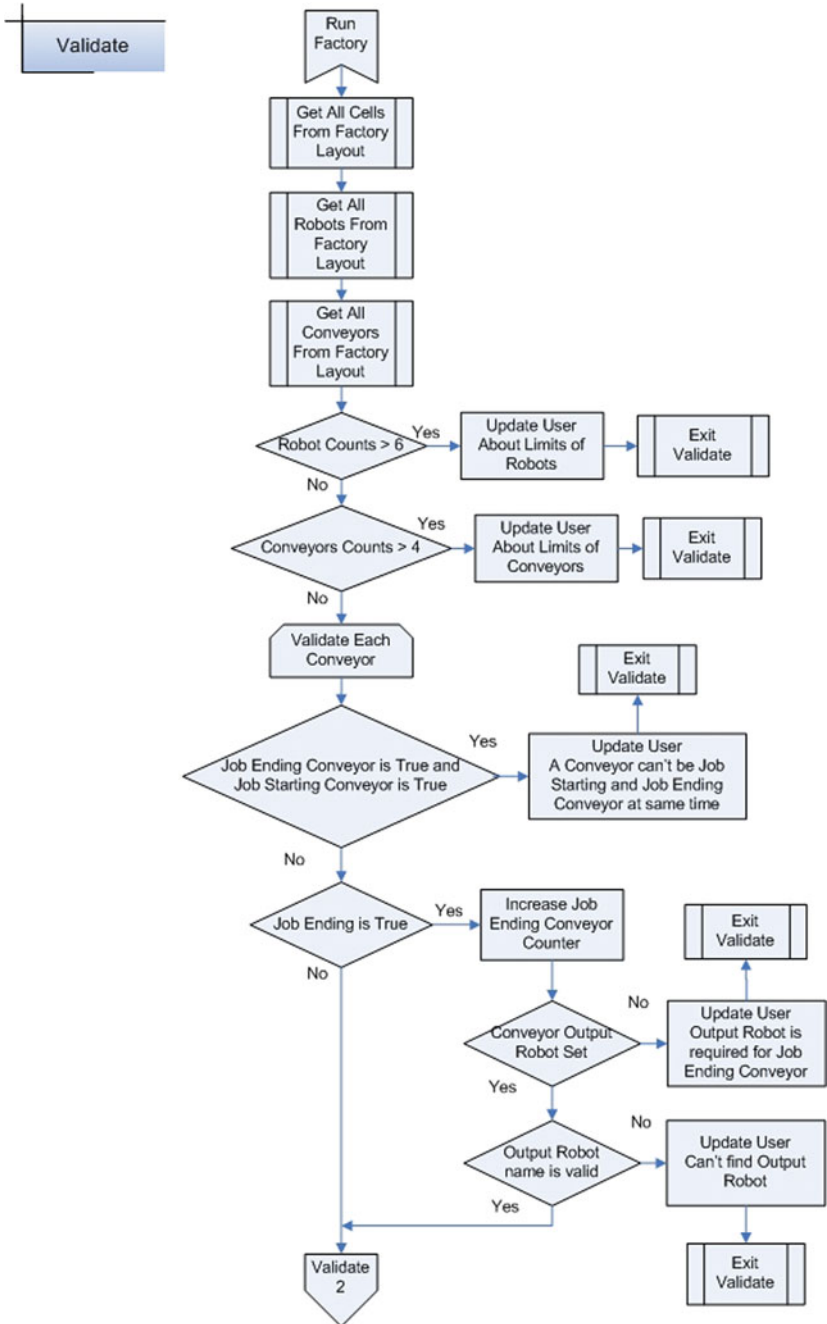 Validate
Run
Factory
Get All Cells
From Factory
Layout
Get All
Robots From
Factory
Layout
Get All
Conveyors
From Factory
Layout
Robot Counts > 6
Yes
Update User
About Limits of
Robots
Exit
Validate
No
Conveyors Counts > 4
Yes
Update User
About Limits of
Conveyors
Exit
Validate
No
Validate Each
Conveyor
Exit
Validate
Job Ending Conveyor is True and
Job Starting Conveyor is True
Yes
Update User
A Conveyor can't be Job
Starting and Job Ending
Conveyor at same time
No
Job Ending is True
Yes
Increase Job
Ending Conveyor
Counter
Exit
Validate
No
Conveyor Output
Robot Set
No
Update User
Output Robot is
required for Job
Ending Conveyor
Yes
Output Robot
name is valid
No
Update User
Can't find Output
Robot
Yes
Exit
Validate
Validate
2